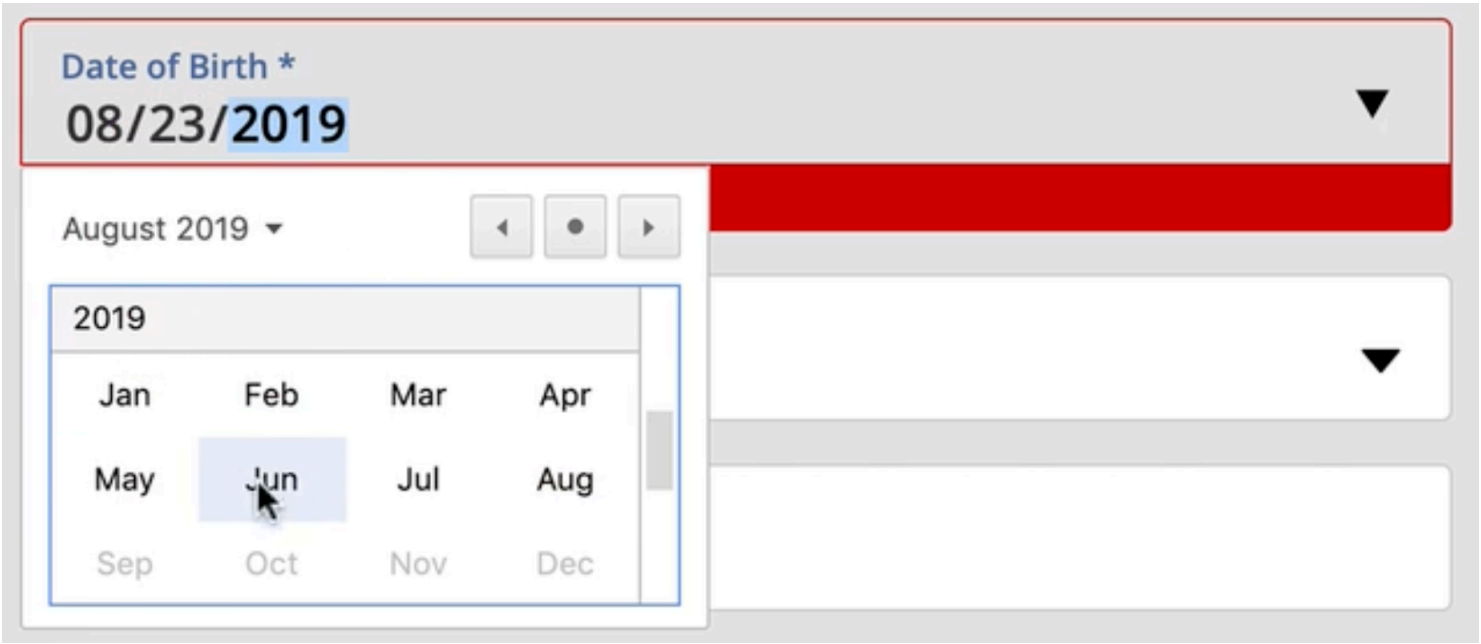 Date of Birth *
08/23/2019
August 2019
2019
Jan Feb Mar Apr
May Jun Jul Aug
Sep Oct Nov Dec